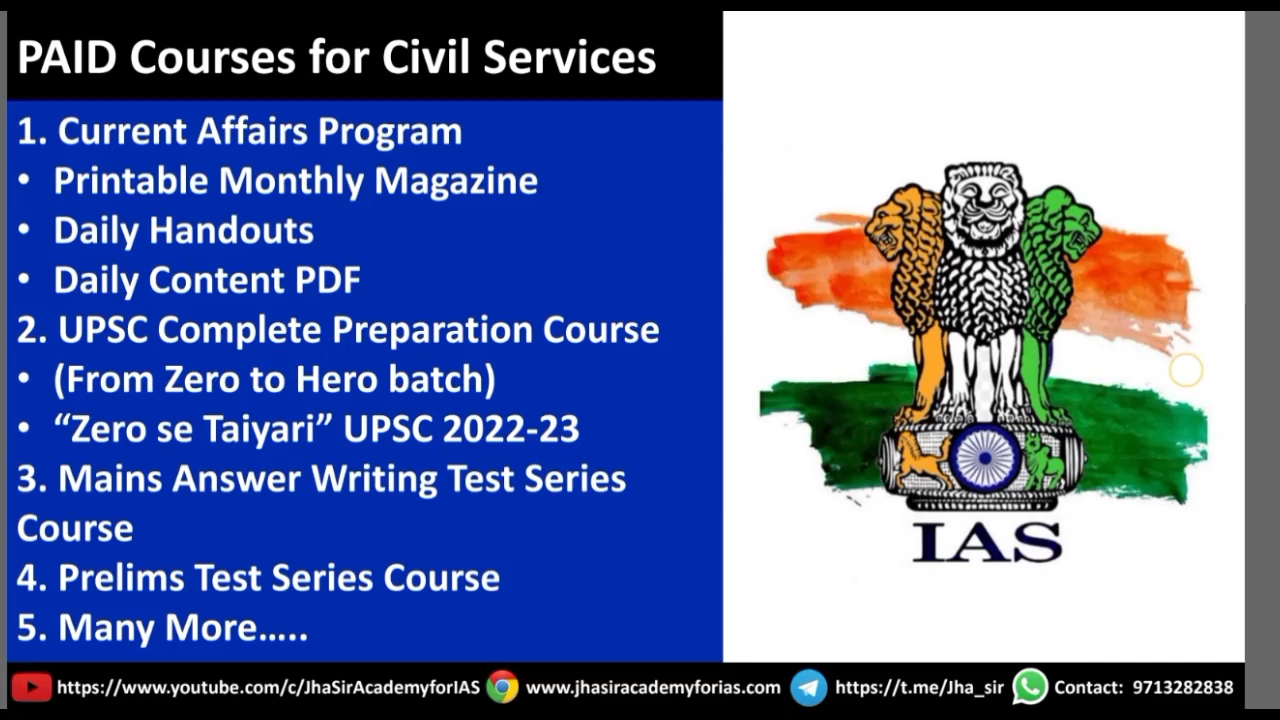 PAID Courses for Civil Services
1. Current Affairs Program
• Printable Monthly Magazine
• Daily Handouts
• Daily Content PDF
2. UPSC Complete Preparation Course
• (From Zero to Hero batch)
• “Zero se Taiyari” UPSC 2022-23
3. Mains Answer Writing Test Series
Course
4. Prelims Test Series Course
5. Many More…..
IAS
https://www.youtube.com/c/JhaSirAcademyforIAS www.jhasiracademyforias.com https://t.me/Jha_sir Contact: 9713282838